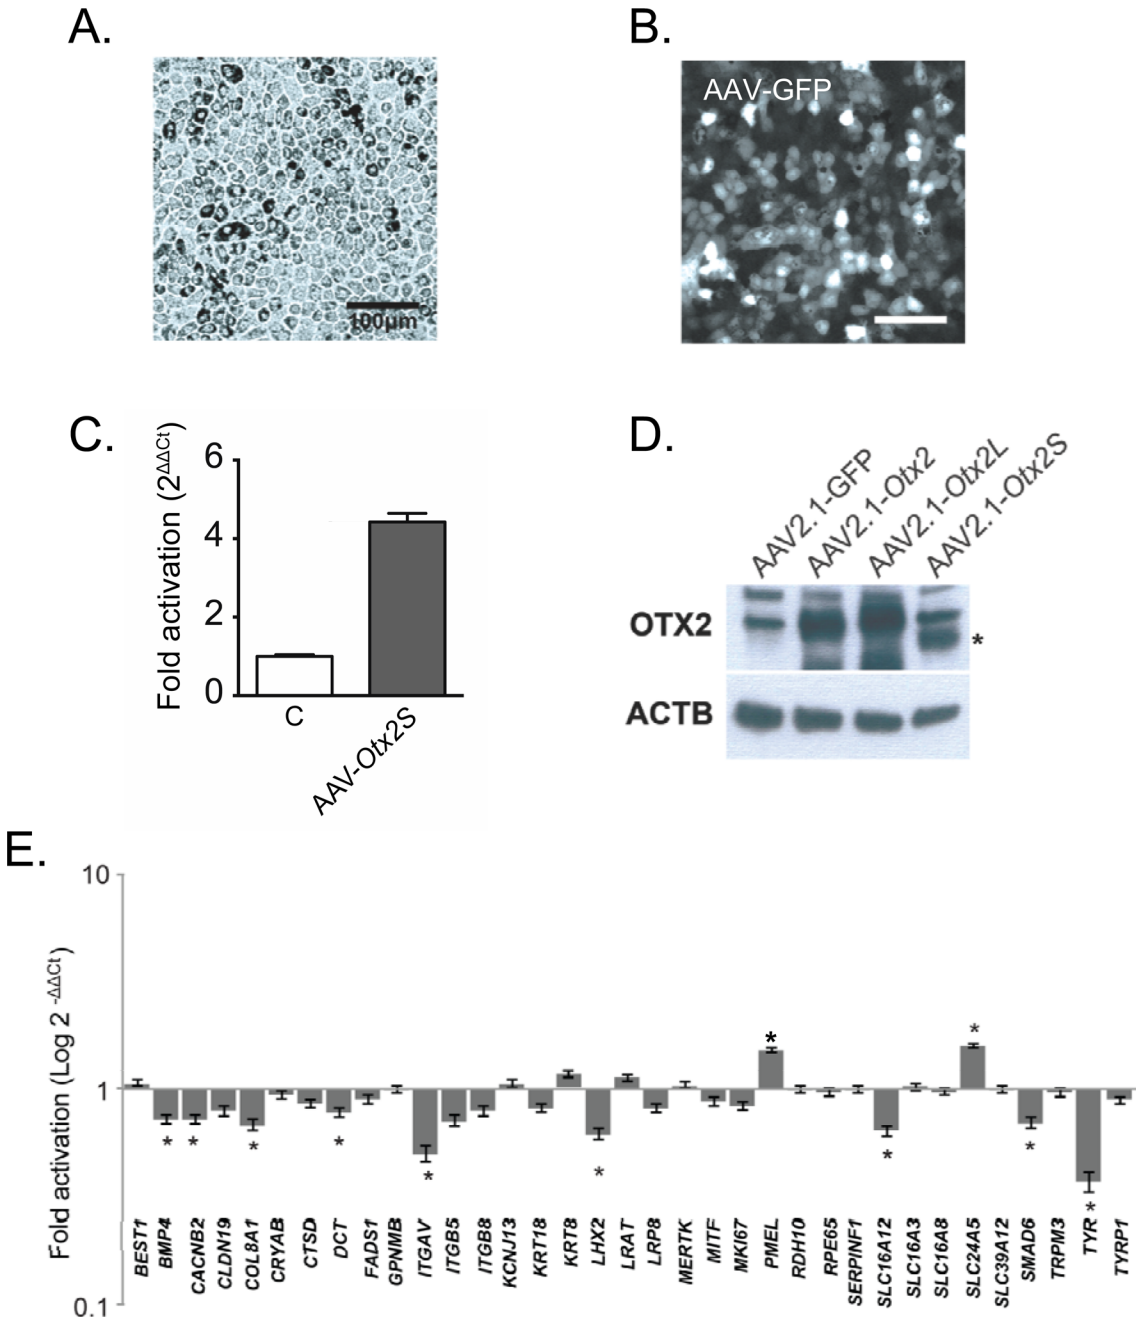 A.
100µm
B.
AAV-GFP
C.
Fold activation (2ΔΔCt)
6
4
2
0
C
AAV-Otx2S
D.
AAV2.1-GFP
AAV2.1-Otx2
AAV2.1-Otx2L
AAV2.1-Otx2S
OTX2
*
ACTB
E.
Fold activation (Log 2 -ΔΔCt)
10
1
0.1
* * * * * * * * * * * *
BEST1
BMP4
CACNB2
CLDN19
COL8A1
CRYAB
CTSD
DCT
FADS1
GPNMB
ITGAV
ITGB5
ITGB8
KCNJ13
KRT18
KRT8
LHX2
LRAT
LRP8
MERTK
MITF
MKI67
PMEL
RDH10
RPE65
SERPINF1
SLC16A12
SLC16A3
SLC16A8
SLC24A5
SLC39A12
SMAD6
TRPM3
TYR
TYRP1